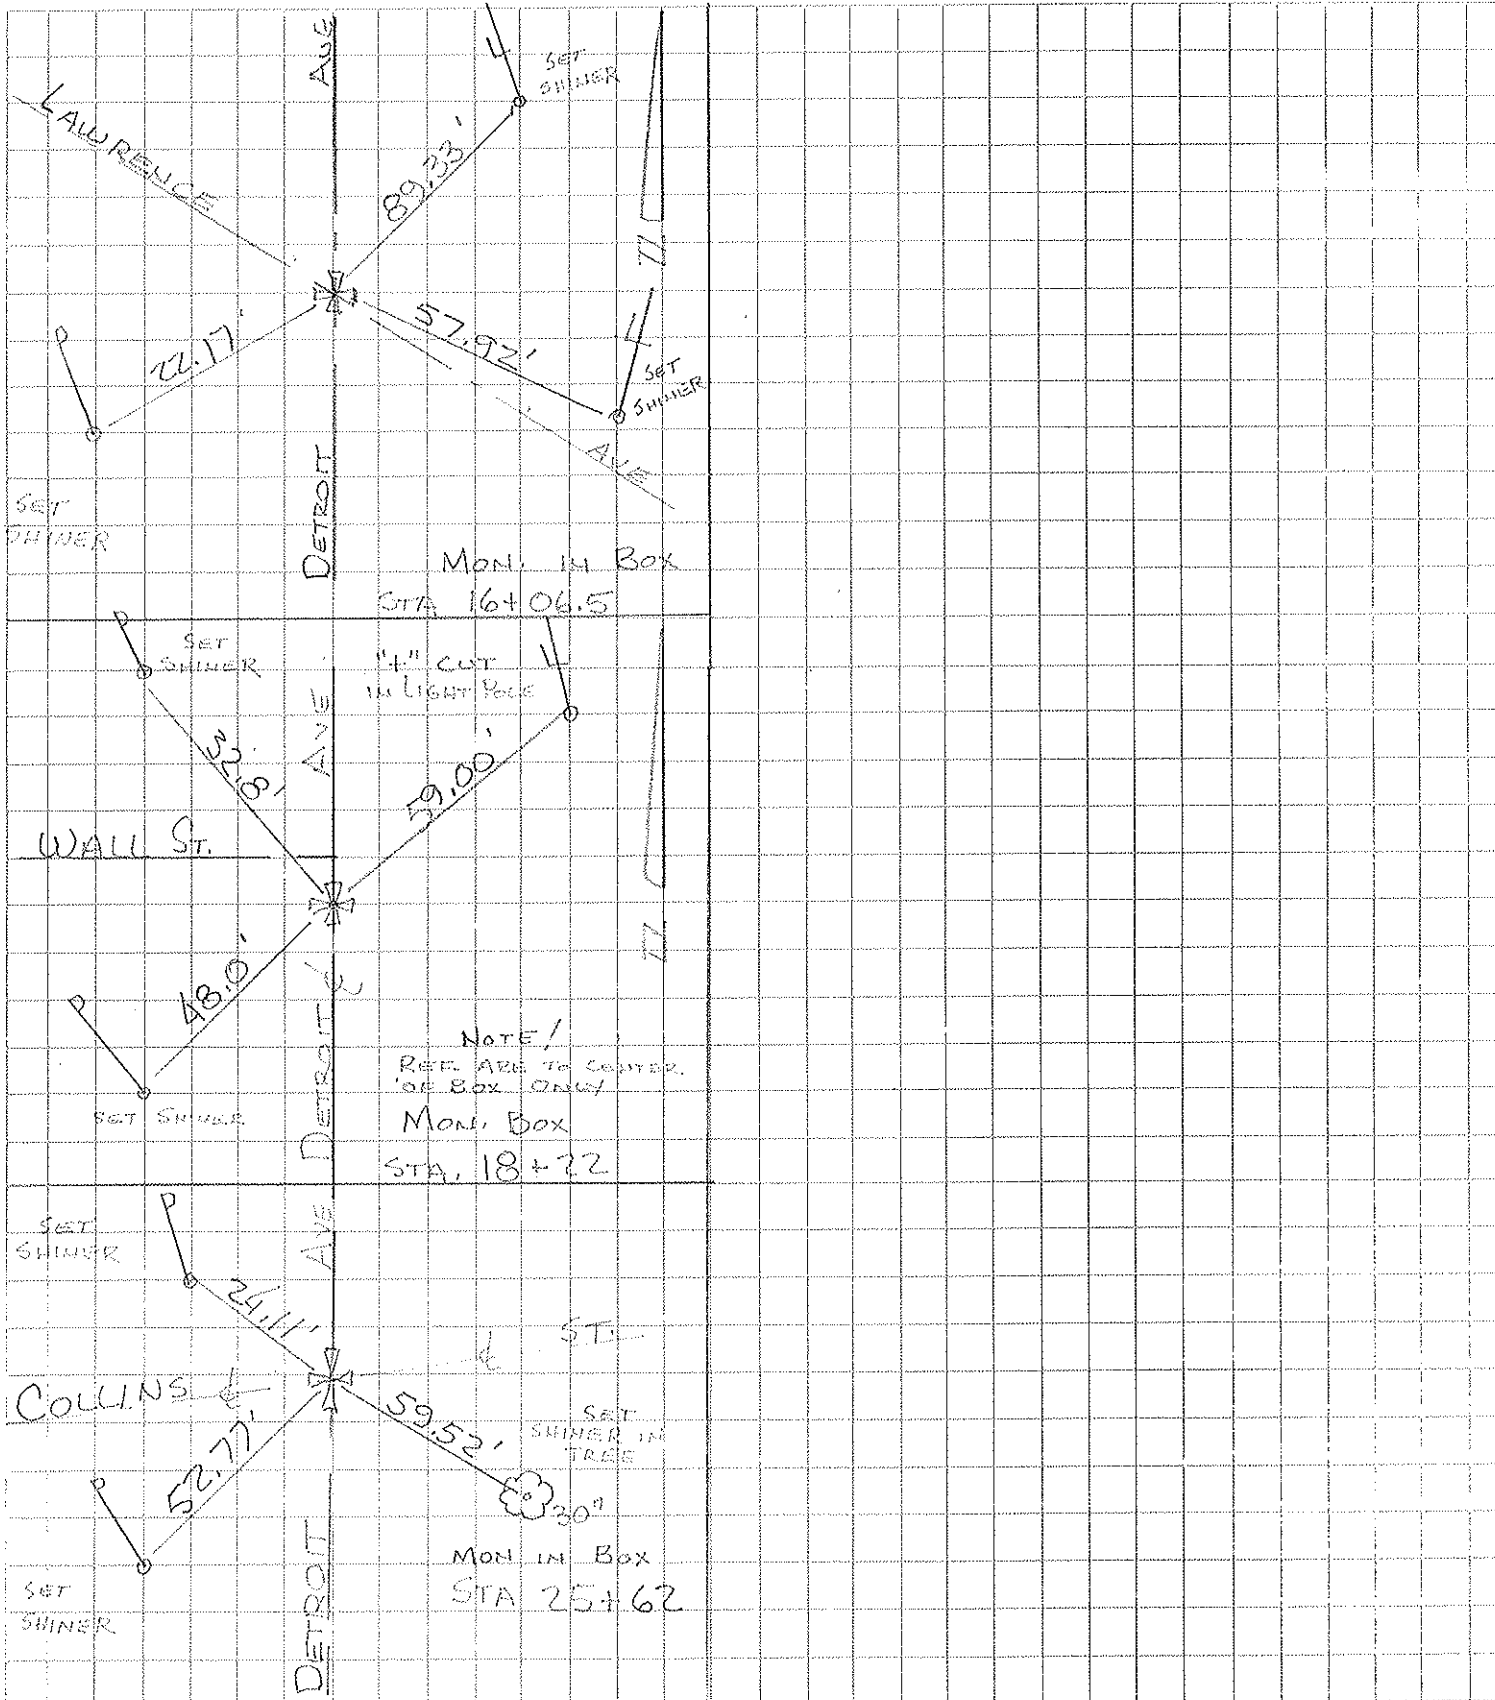 AVE
SET
SHINER
LAWRENCE
89.33'
N
22.17'
57.92'
SET
SHINER
AVE
SET
SHINER
DETROIT
MON. IN BOX
STA 16+06.5
SET
SHINER
"+" CUT
IN LIGHT POLE
AVE
32.8'
59.00'
WALL ST.
N
48.0'
DETROIT ℄
NOTE!
REF. ARE TO CENTER
OF BOX ONLY
SET SHINER
MON. BOX
STA. 18+22
SET
SHINER
AVE
24.11'
℄ ST.
COLLINS ℄
59.52'
SET
SHINER IN
TREE
52.77'
30"
DETROIT
MON IN BOX
STA 25+62
SET
SHINER